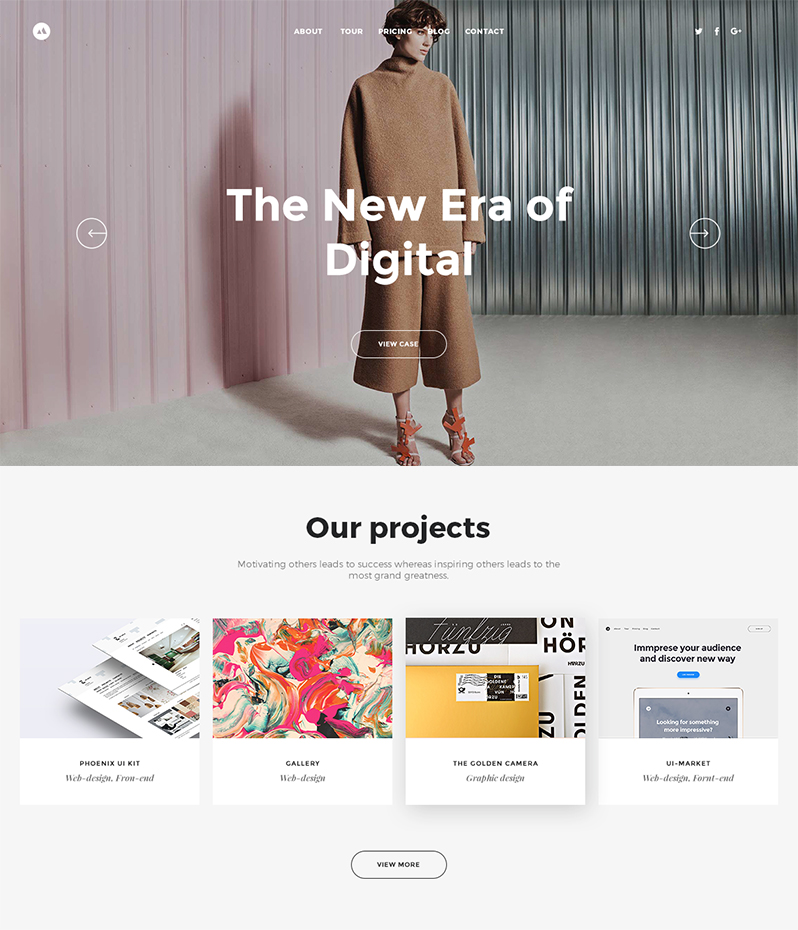 ABOUT TOUR PRICING BLOG CONTACT
The New Era of
Digital
VIEW CASE
Our projects
Motivating others leads to success whereas inspiring others leads to the
most grand greatness.
Fünfzig
HÖRZU
ON
HÖR
HÖRZU
DIE
GOLDENE
KAMERA
VON
HÖRZU
ZU
GOLDEN
Immprese your audience
and discover new way
Looking for something
more impressive?
PHOENIX UI KIT
Web-design, Fron-end
GALLERY
Web-design
THE GOLDEN CAMERA
Graphic design
UI-MARKET
Web-design, Fornt-end
VIEW MORE